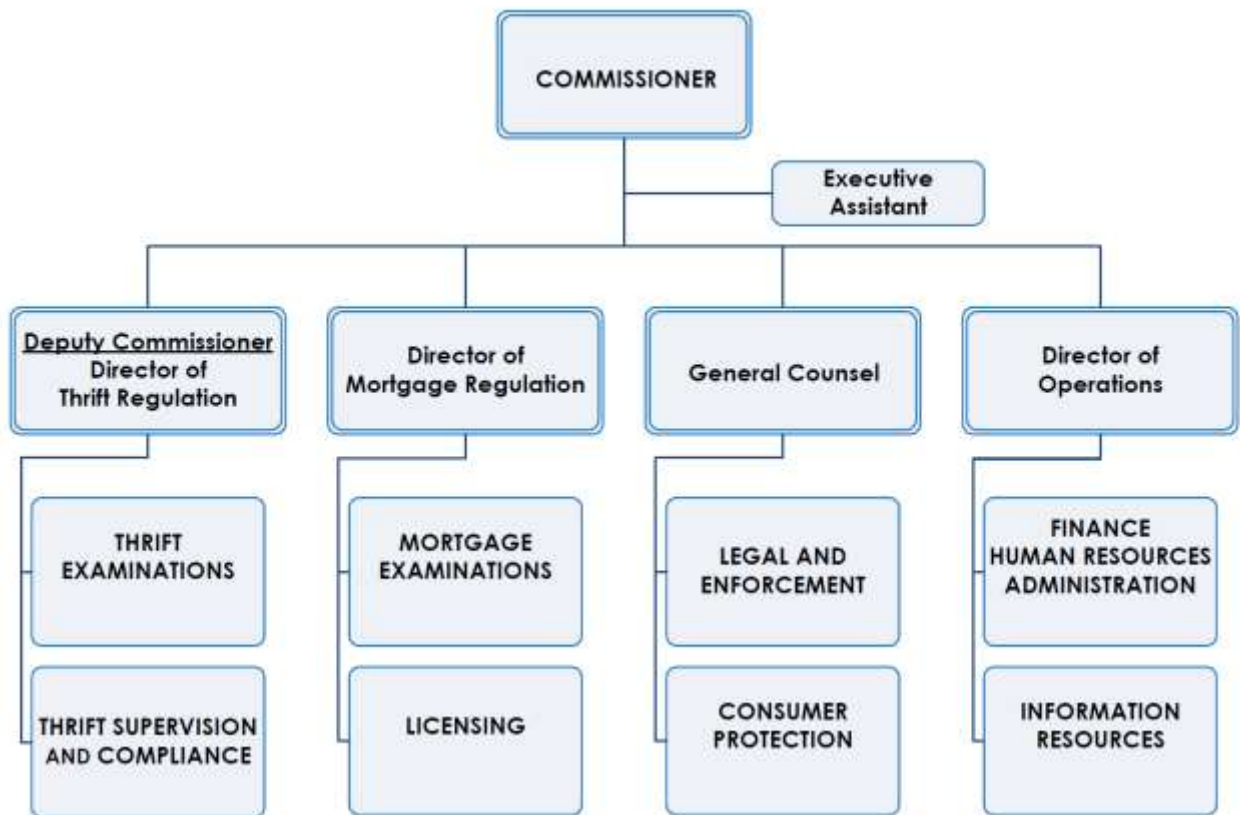 COMMISSIONER
Executive
Assistant
Deputy Commissioner
Director of
Thrift Regulation
Director of
Mortgage Regulation
General Counsel
Director of
Operations
THRIFT
EXAMINATIONS
MORTGAGE
EXAMINATIONS
LEGAL AND
ENFORCEMENT
FINANCE
HUMAN RESOURCES
ADMINISTRATION
THRIFT SUPERVISION
AND COMPLIANCE
LICENSING
CONSUMER
PROTECTION
INFORMATION
RESOURCES